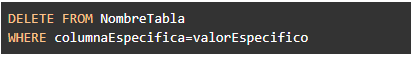 DELETE FROM NombreTabla
WHERE columnaEspecifica=valorEspecifico